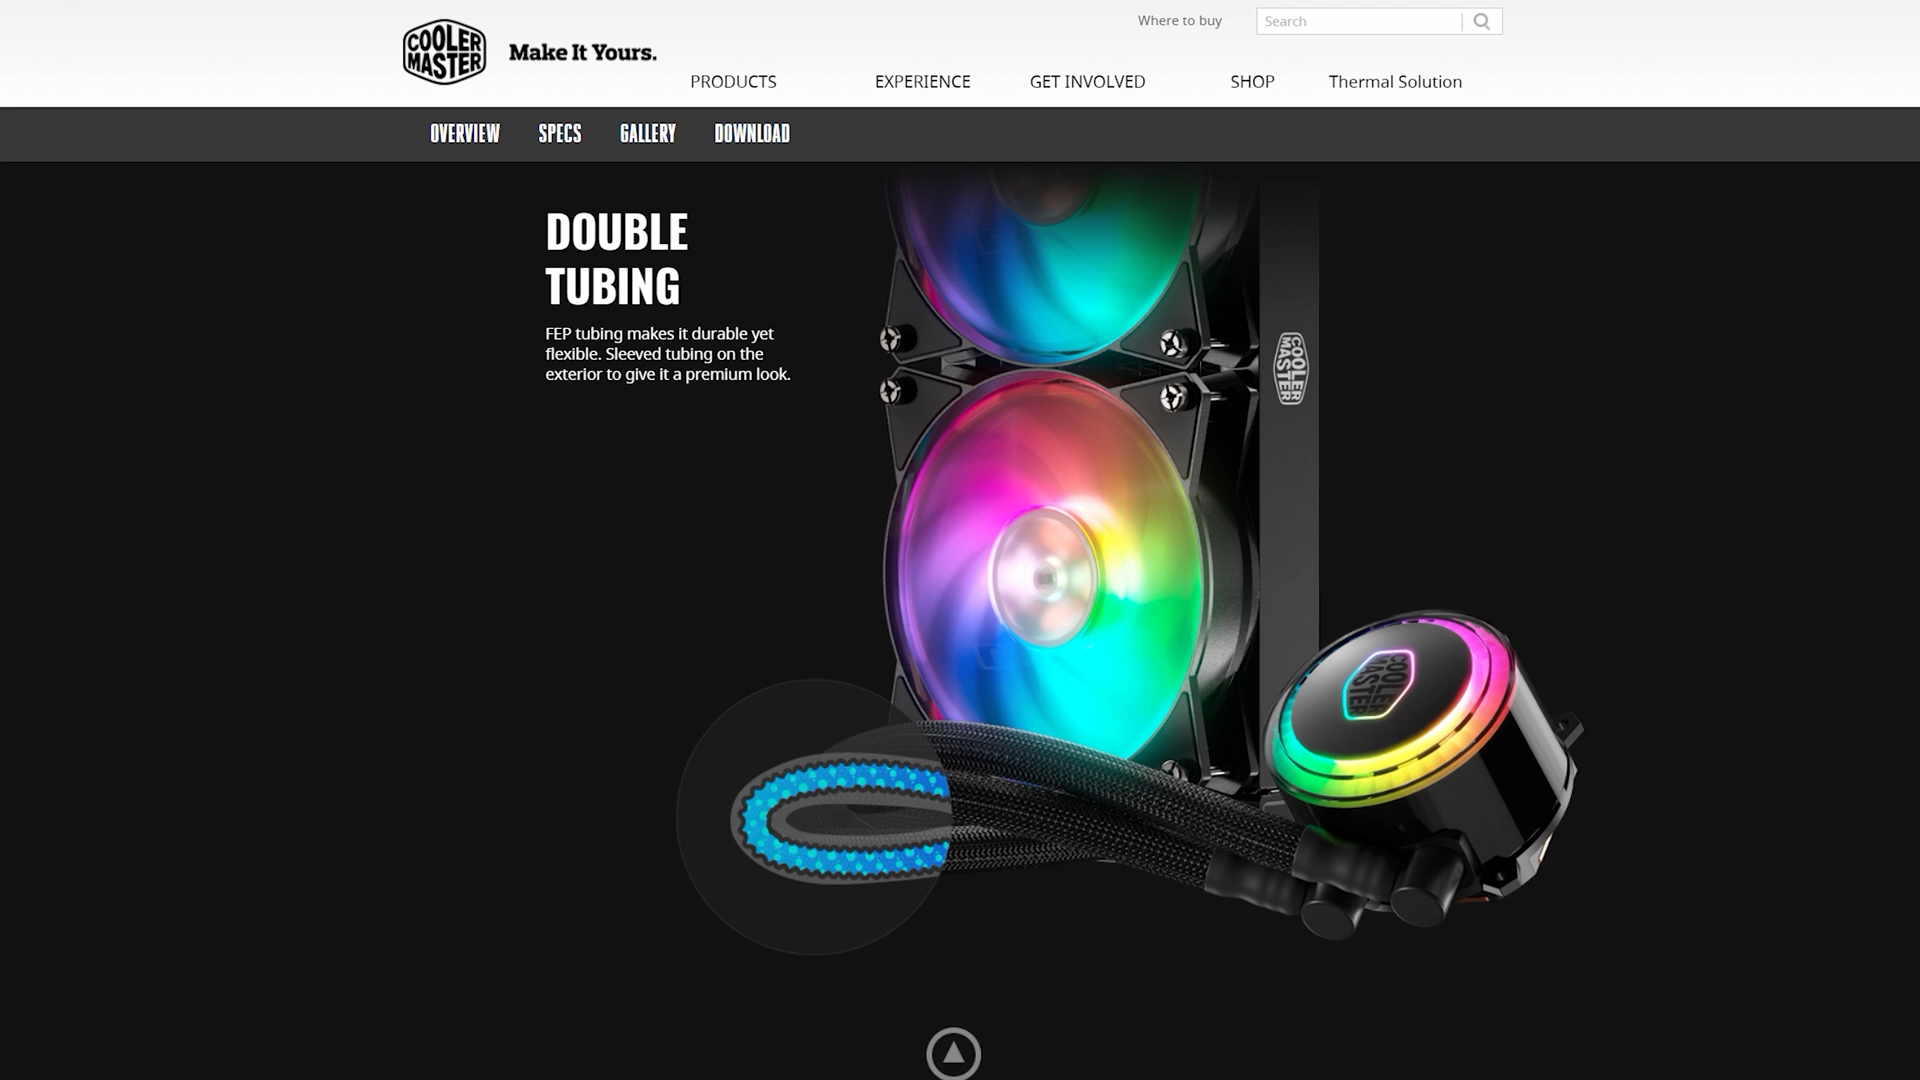 Where to buy
Search
COOLER
MASTER
Make It Yours.
PRODUCTS
EXPERIENCE
GET INVOLVED
SHOP
Thermal Solution
OVERVIEW
SPECS
GALLERY
DOWNLOAD
DOUBLE
TUBING
FEP tubing makes it durable yet
flexible. Sleeved tubing on the
exterior to give it a premium look.
COOLER
MASTER
COOLER
MASTER